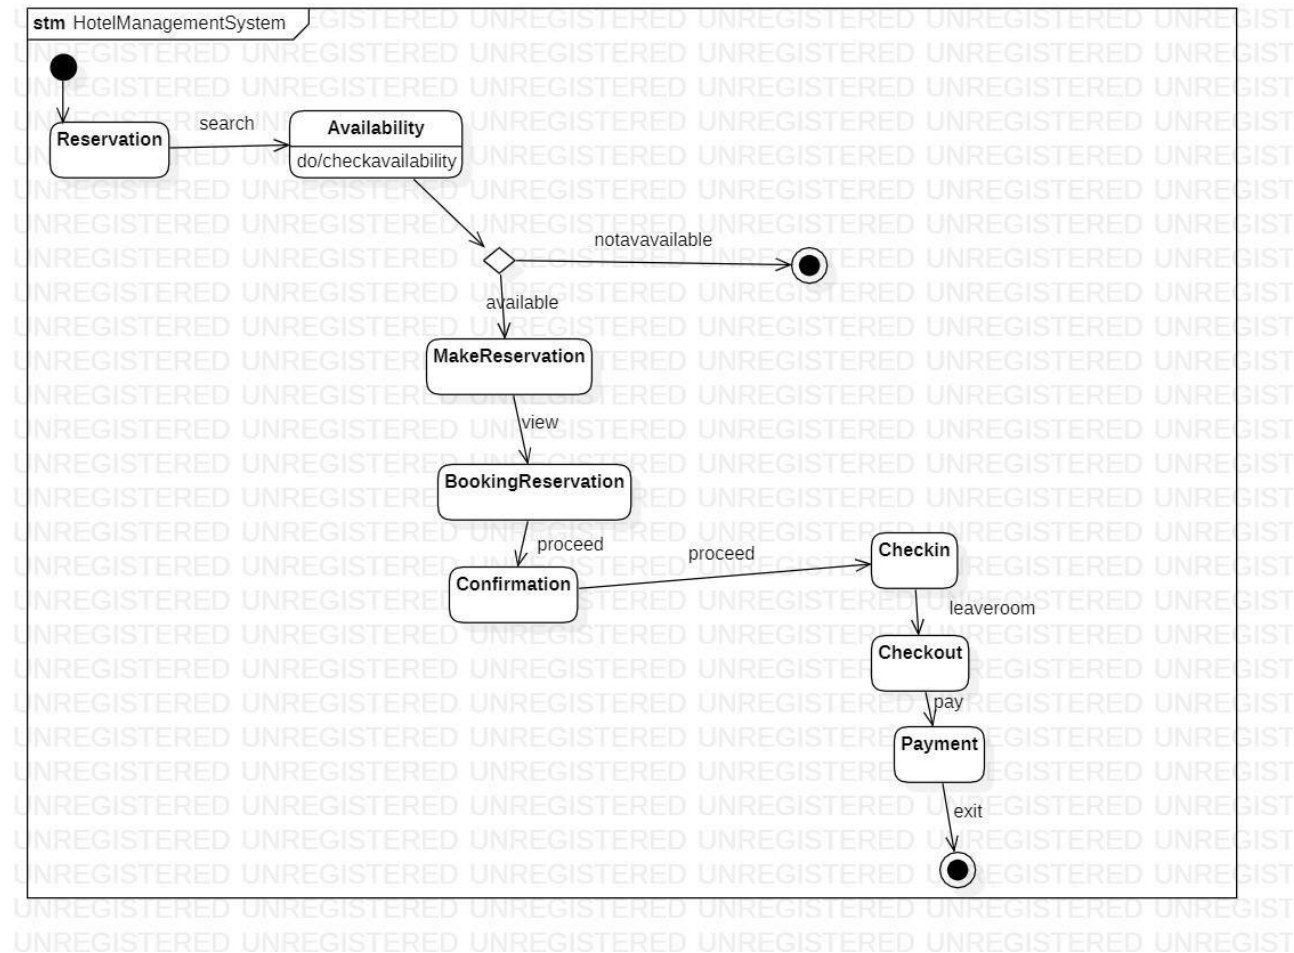 stm HotelManagementSystem
Reservation
search
Availability
do/checkavailability
notavavailable
available
MakeReservation
view
BookingReservation
proceed
Confirmation
proceed
Checkin
leaveroom
Checkout
pay
Payment
exit
UNREGISTERED UNREGISTERED UNREGISTERED UNREGISTERED UNREGISTERED UNREGIST